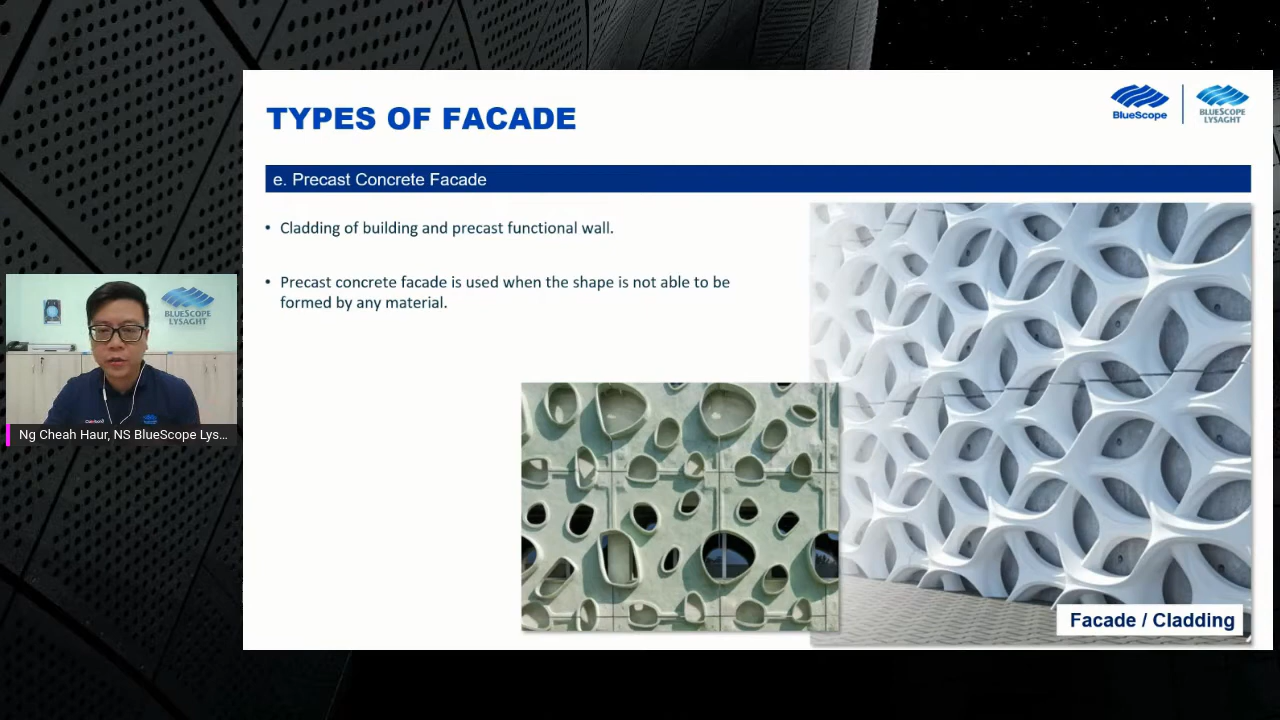 TYPES OF FACADE
BlueScope
BLUESCOPE
LYSAGHT
e. Precast Concrete Facade
• Cladding of building and precast functional wall.
• Precast concrete facade is used when the shape is not able to be
formed by any material.
BLUESCOPE
LYSAGHT
Ng Cheah Haur, NS BlueScope Lys...
Facade / Cladding